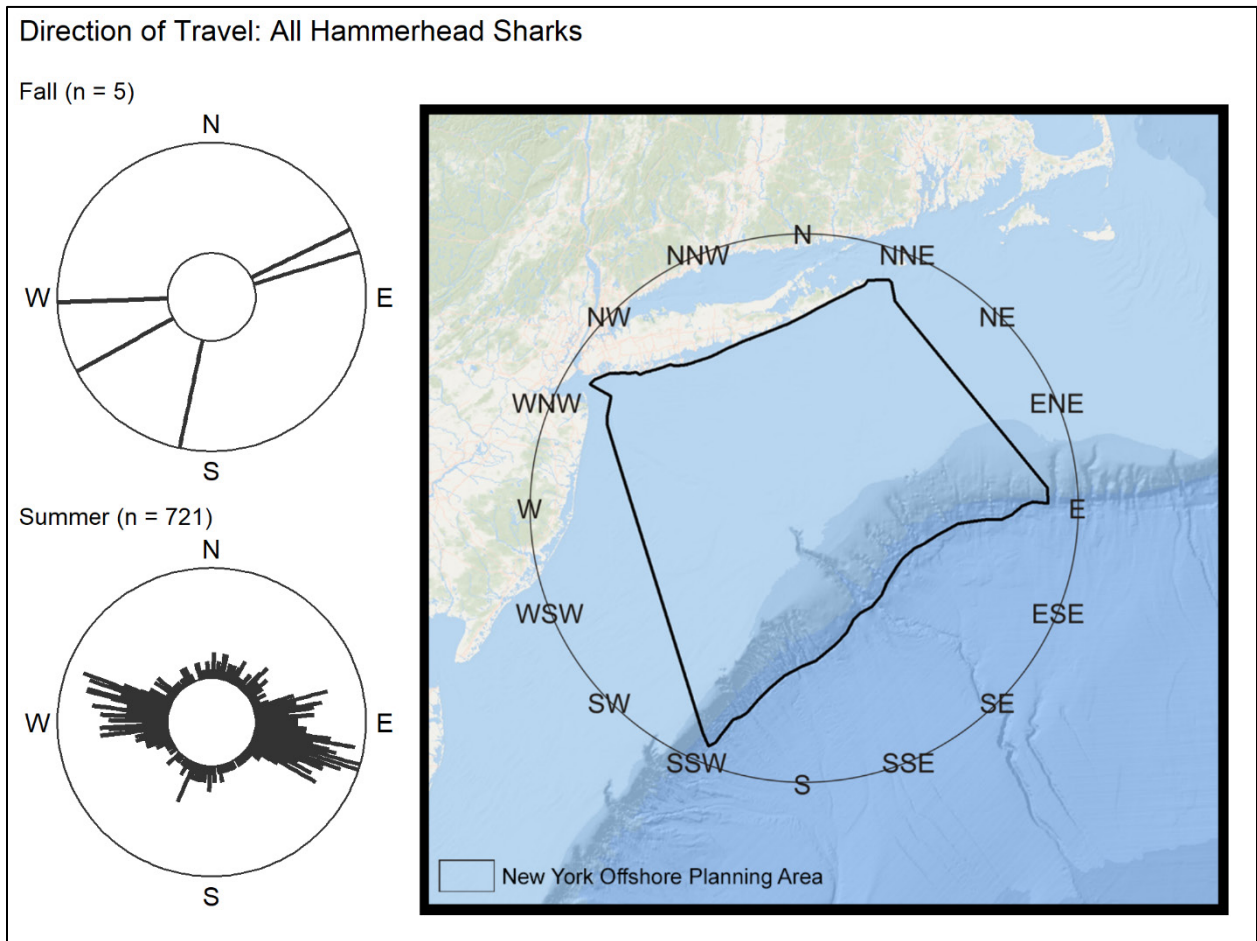 Direction of Travel: All Hammerhead Sharks
Fall (n = 5)
N
W
E
S
Summer (n = 721)
N
W
E
S
N
NNW
NNE
NW
NE
WNW
ENE
W
E
WSW
ESE
SW
SE
SSW
SSE
S
New York Offshore Planning Area